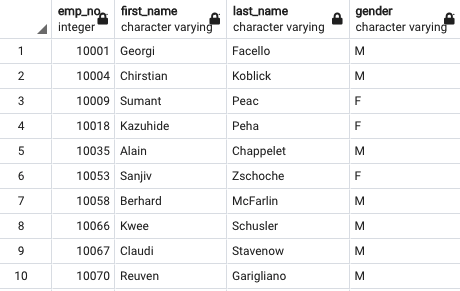 emp_no first_name last_name gender
integer character varying character varying character varying
1 10001 Georgi Facello M
2 10004 Chirstian Koblick M
3 10009 Sumant Peac F
4 10018 Kazuhide Peha F
5 10035 Alain Chappelet M
6 10053 Sanjiv Zschoche F
7 10058 Berhard McFarlin M
8 10066 Kwee Schusler M
9 10067 Claudi Stavenow M
10 10070 Reuven Garigliano M